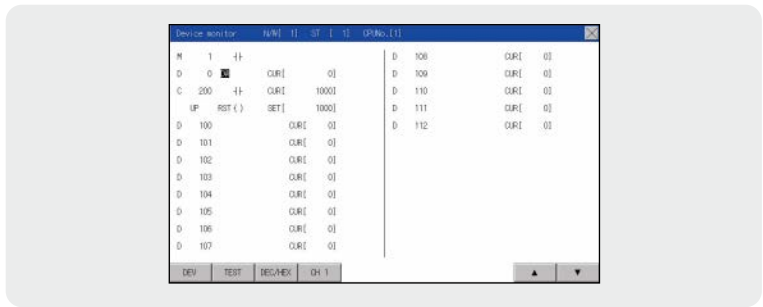 Device monitor N/W[ 1] ST [ 1] CPUNo.[1]
M 1 ⊣⊢
D 0 DW CUR[ 0]
C 200 ⊣⊢ CUR[ 1000]
UP RST ( ) SET[ 1000]
D 100 CUR[ 0]
D 101 CUR[ 0]
D 102 CUR[ 0]
D 103 CUR[ 0]
D 104 CUR[ 0]
D 105 CUR[ 0]
D 106 CUR[ 0]
D 107 CUR[ 0]
D 108 CUR[ 0]
D 109 CUR[ 0]
D 110 CUR[ 0]
D 111 CUR[ 0]
D 112 CUR[ 0]
DEV TEST DEC/HEX CH 1 ▲ ▼